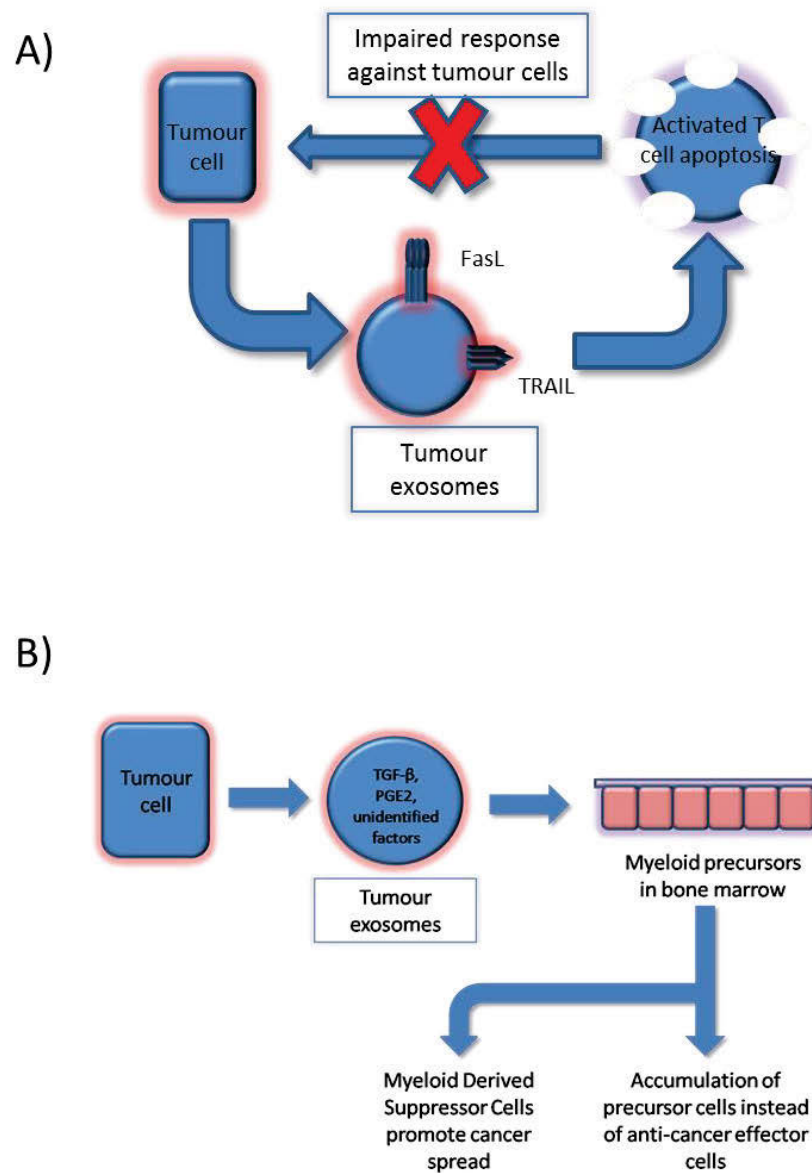 A)
Impaired response
against tumour cells
Tumour
cell
Activated T
cell apoptosis
FasL
TRAIL
Tumour
exosomes
B)
Tumour
cell
TGF-β,
PGE2,
unidentified
factors
Tumour
exosomes
Myeloid precursors
in bone marrow
Myeloid Derived
Suppressor Cells
promote cancer
spread
Accumulation of
precursor cells instead
of anti-cancer effector
cells